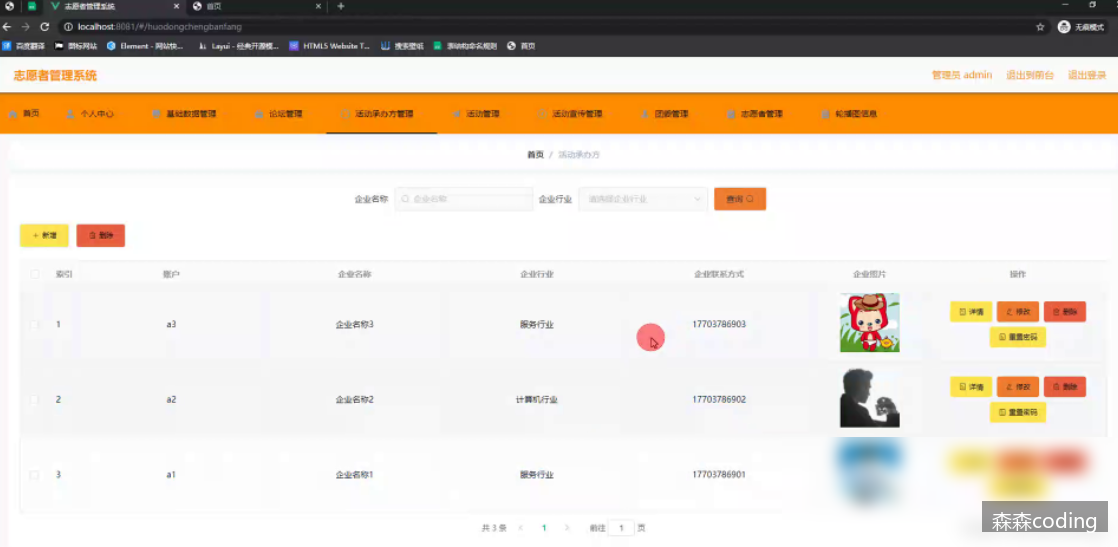 志愿者管理系统
首页
localhost:8081/#/huodongchengbanfang
无痕模式
百度翻译 图标网站 Element - 网站快... Layui - 经典开源模... HTML5 Website T... 搜索壁纸 驱动构命名规则 首页
志愿者管理系统
管理员 admin 退出到前台 退出登录
首页 个人中心 基础数据管理 论坛管理 活动承办方管理 活动管理 活动宣传管理 团委管理 志愿者管理 轮播图信息
首页 / 活动承办方
企业名称 企业名称 企业行业 请选择企业行业 查询
+ 新增 删除
索引 账户 企业名称 企业行业 企业联系方式 企业照片 操作
1 a3 企业名称3 服务行业 17703786903 详情 修改 删除
重置密码
2 a2 企业名称2 计算机行业 17703786902 详情 修改 删除
重置密码
3 a1 企业名称1 服务行业 17703786901
共 3 条 < 1 > 前往 1 页
森森coding